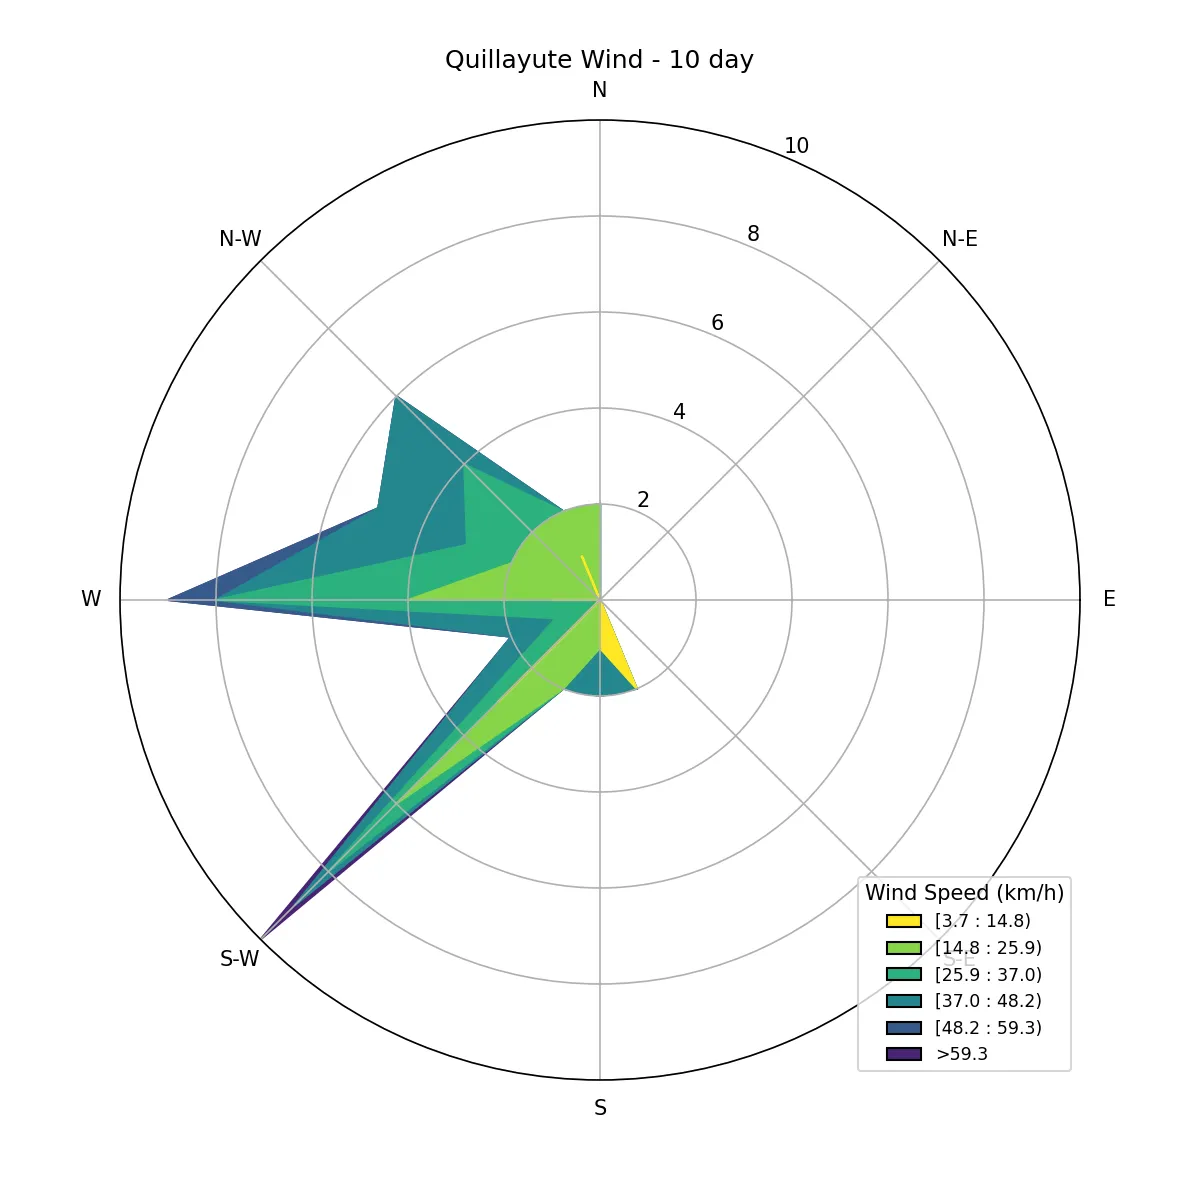 Quillayute Wind - 10 day
N
10
N-W
N-E
8
6
4
2
W
E
Wind Speed (km/h)
[3.7 : 14.8)
[14.8 : 25.9)
S-W
S-E
[25.9 : 37.0)
[37.0 : 48.2)
[48.2 : 59.3)
>59.3
S